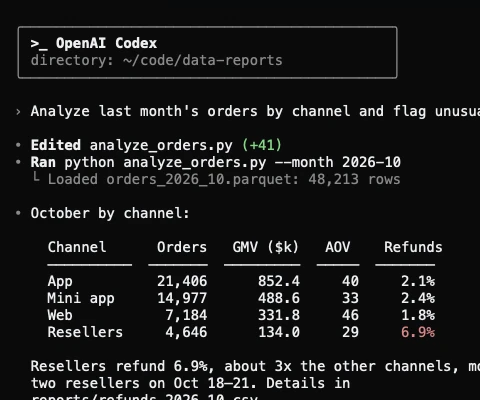 >_ OpenAI Codex
directory: ~/code/data-reports
› Analyze last month's orders by channel and flag
• Edited analyze_orders.py (+41)
• Ran python analyze_orders.py --month 2026-10
└ Loaded orders_2026_10.parquet: 48,213 rows
• October by channel:
Channel Orders GMV ($k) AOV Refunds
App 21,406 852.4 40 2.1%
Mini app 14,977 488.6 33 2.4%
Web 7,184 331.8 46 1.8%
Resellers 4,646 134.0 29 6.9%
Resellers refund 6.9%, about 3x the other channels,
two resellers on Oct 18–21. Details in
reports/refunds_2026_10.csv